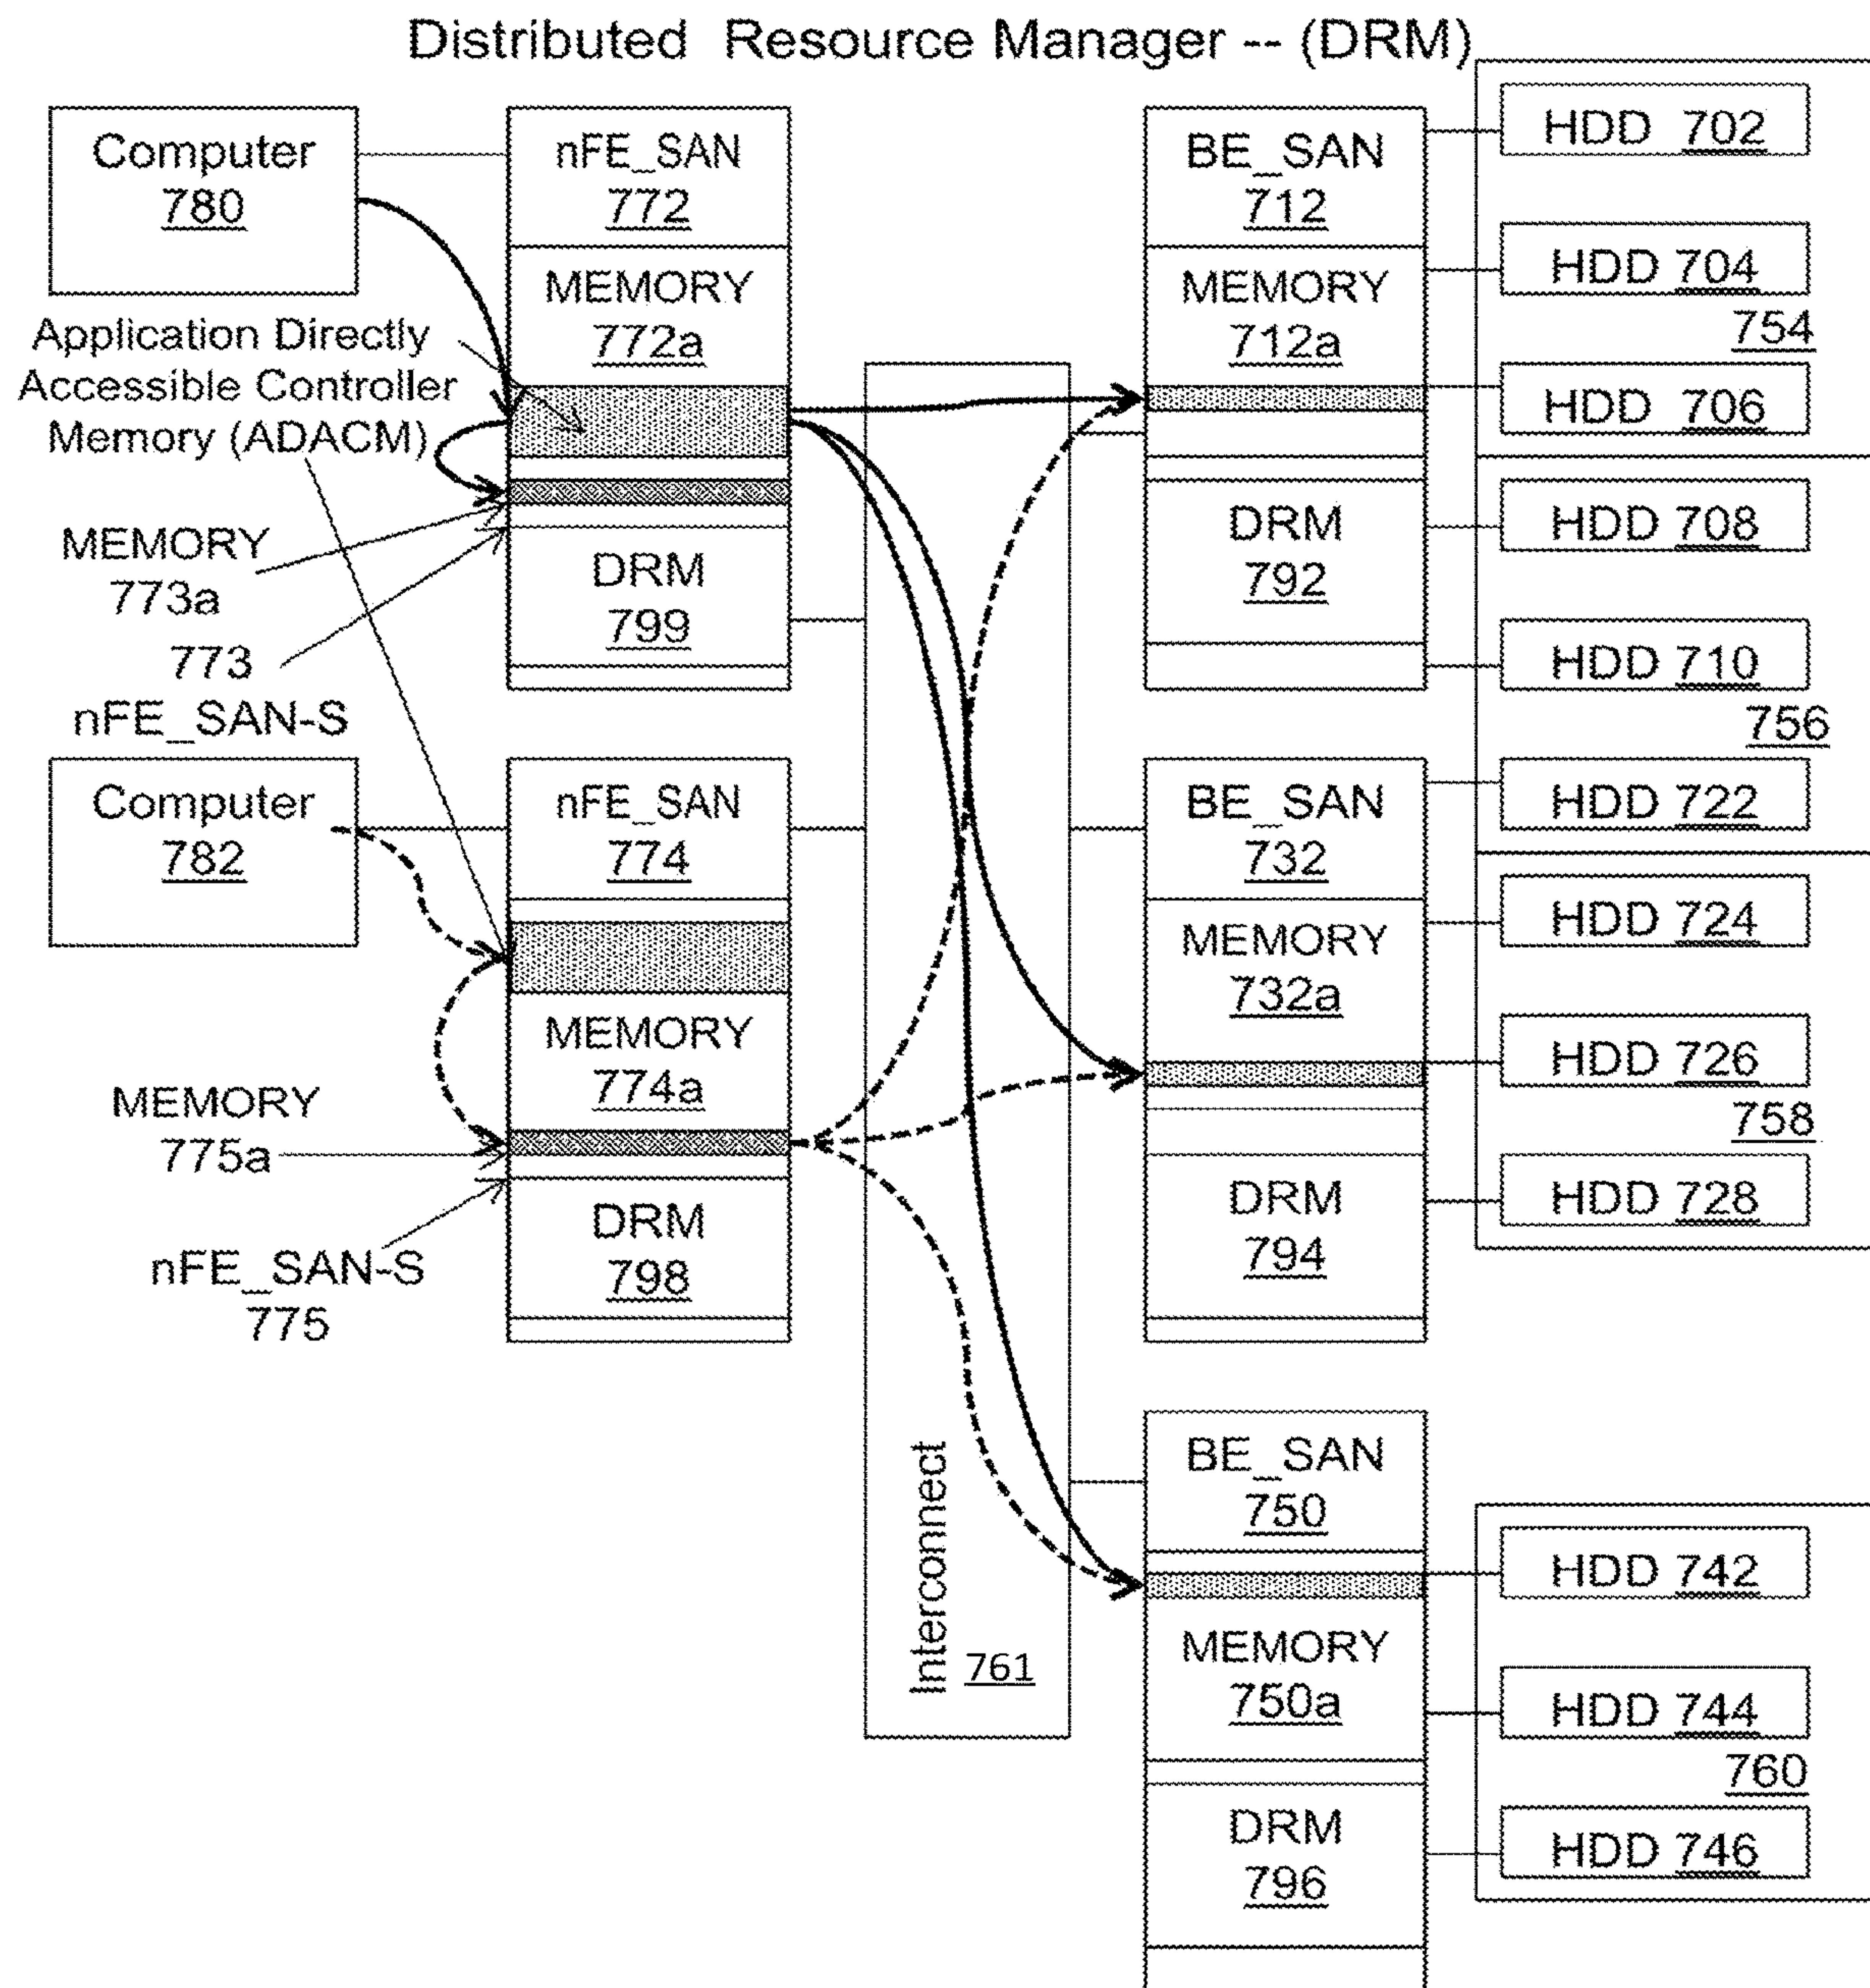 Distributed Resource Manager -- (DRM)
Computer
780
nFE_SAN
772
MEMORY
772a
Application Directly
Accessible Controller
Memory (ADACM)
MEMORY
773a
773
nFE_SAN-S
DRM
799
Computer
782
nFE_SAN
774
MEMORY
774a
MEMORY
775a
nFE_SAN-S
775
DRM
798
Interconnect 761
BE_SAN
712
MEMORY
712a
DRM
792
BE_SAN
732
MEMORY
732a
DRM
794
BE_SAN
750
MEMORY
750a
DRM
796
HDD 702
HDD 704
754
HDD 706
HDD 708
HDD 710
756
HDD 722
HDD 724
HDD 726
758
HDD 728
HDD 742
HDD 744
760
HDD 746